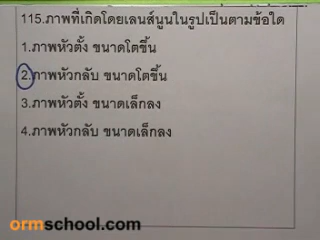 115.ภาพที่เกิดโดยเลนส์นูนในรูปเป็นตามข้อใด
1.ภาพหัวตั้ง ขนาดโตขึ้น
2.ภาพหัวกลับ ขนาดโตขึ้น
3.ภาพหัวตั้ง ขนาดเล็กลง
4.ภาพหัวกลับ ขนาดเล็กลง
ormschool.com